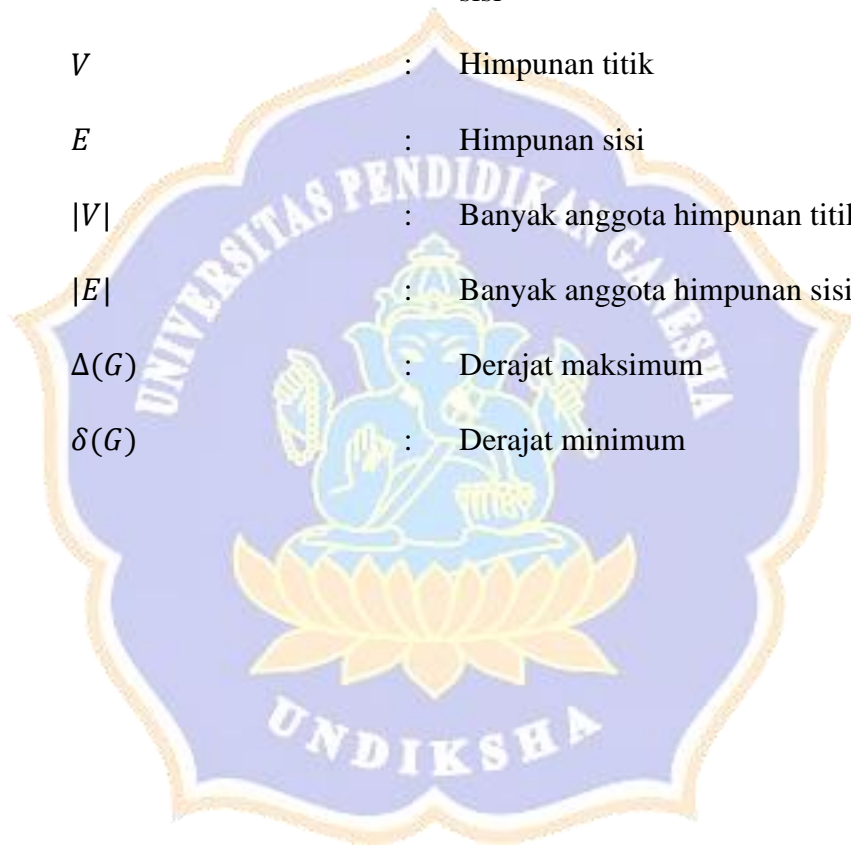 sisi
V : Himpunan titik
E : Himpunan sisi
|V| : Banyak anggota himpunan titik
|E| : Banyak anggota himpunan sisi
Δ(G) : Derajat maksimum
δ(G) : Derajat minimum
UNIVERSITAS PENDIDIKAN GANESHA
UNDIKSHA